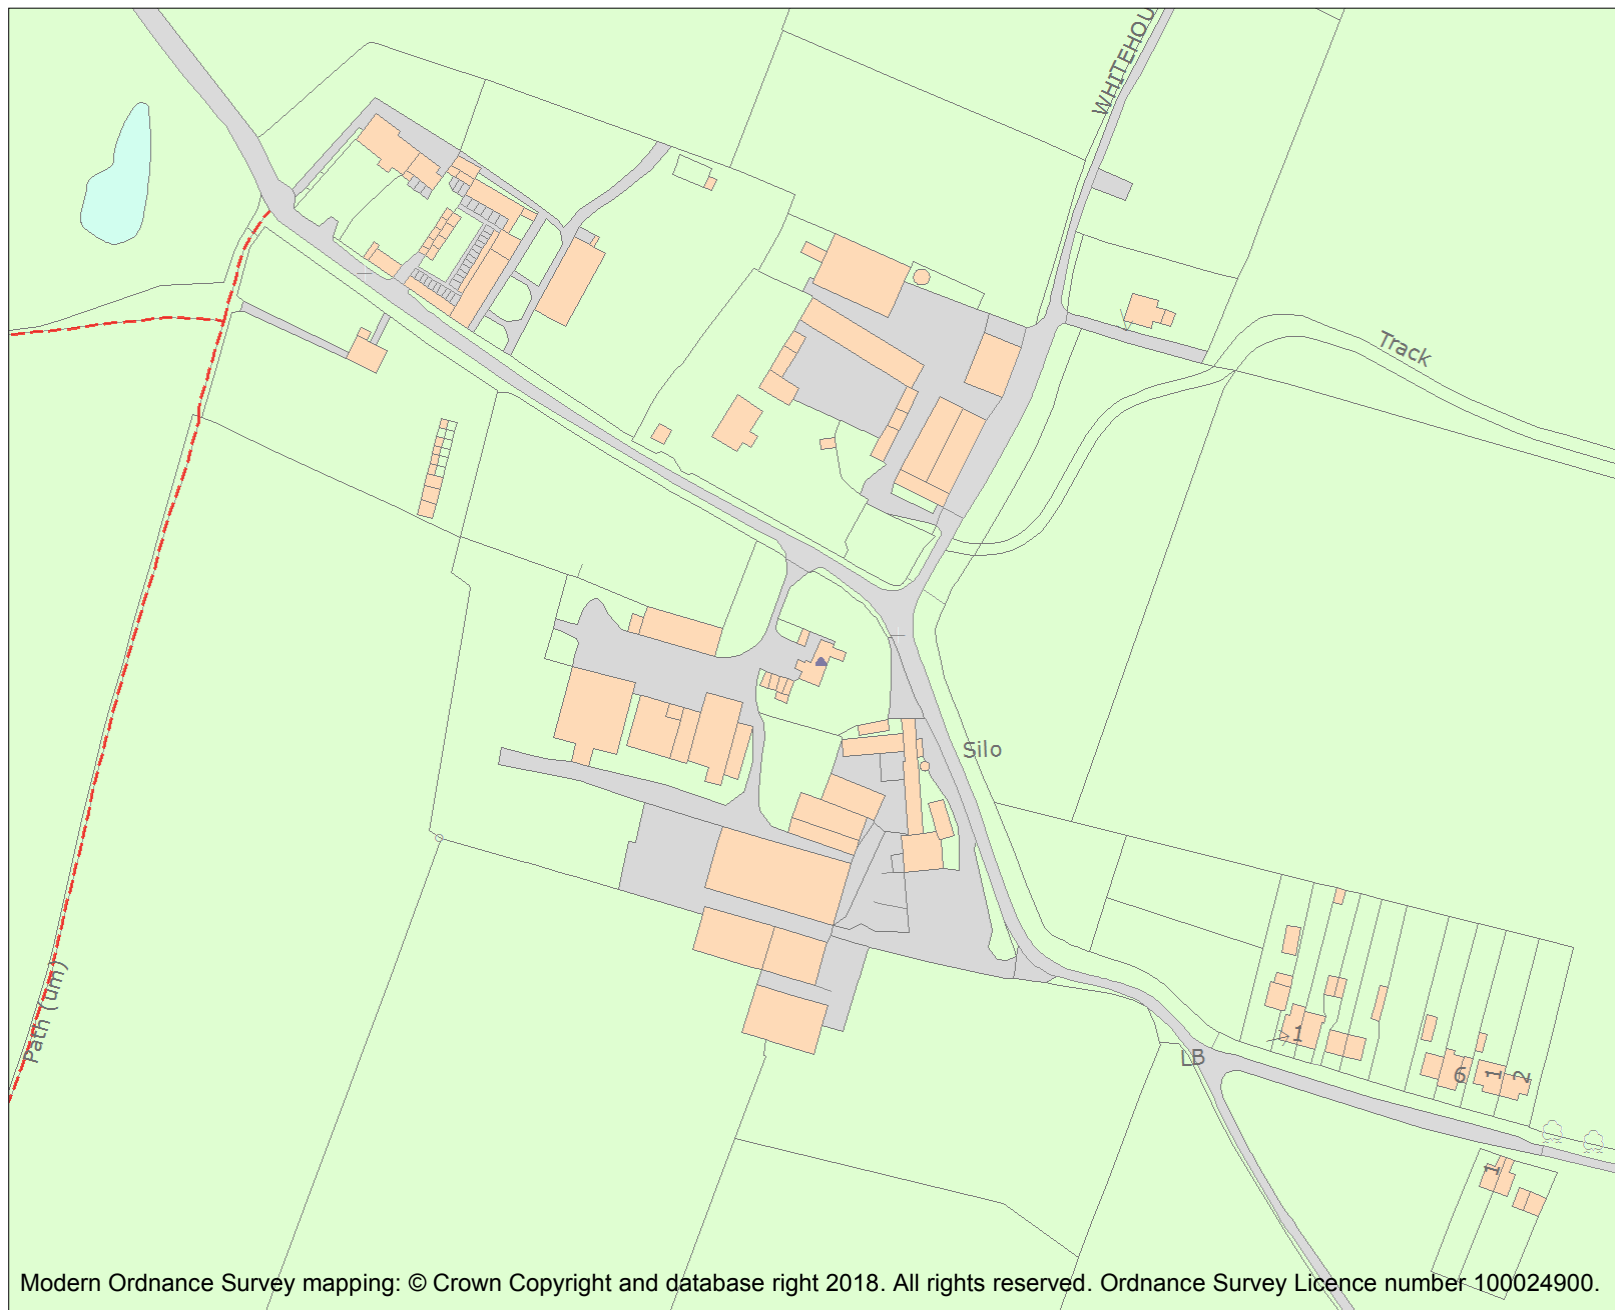 WHITEHOU
Track
Silo
Path (um)
1
LB
6
1
2
1
Modern Ordnance Survey mapping: © Crown Copyright and database right 2018. All rights reserved. Ordnance Survey Licence number 100024900.